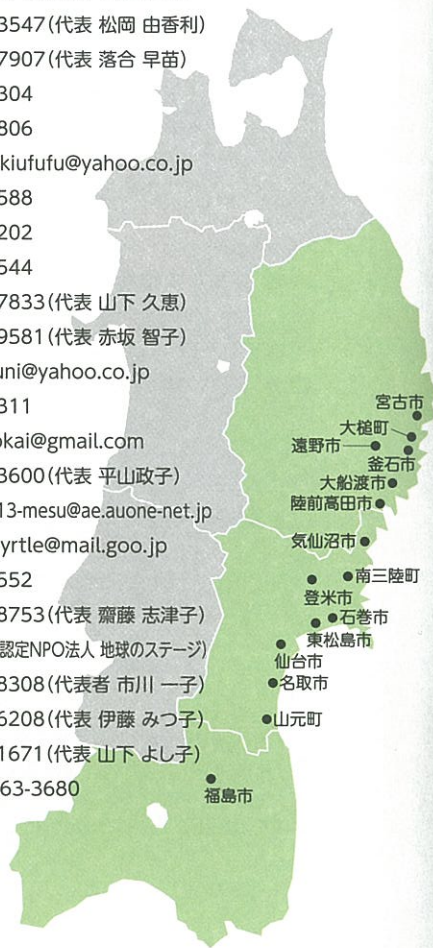 3547(代表 松岡 由香利)
7907(代表 落合 早苗)
304
806
kiufufu@yahoo.co.jp
588
202
544
7833(代表 山下 久恵)
9581(代表 赤坂 智子)
uni@yahoo.co.jp
311
okai@gmail.com
3600(代表 平山政子)
13-mesu@ae.auone-net.jp
yrtle@mail.goo.jp
552
8753(代表 齋藤 志津子)
認定NPO法人 地球のステージ)
8308(代表者 市川 一子)
6208(代表 伊藤 みつ子)
1671(代表 山下 よし子)
63-3680
宮古市
大槌町
遠野市
釜石市
大船渡市
陸前高田市
気仙沼市
南三陸町
登米市
石巻市
東松島市
仙台市
名取市
山元町
福島市